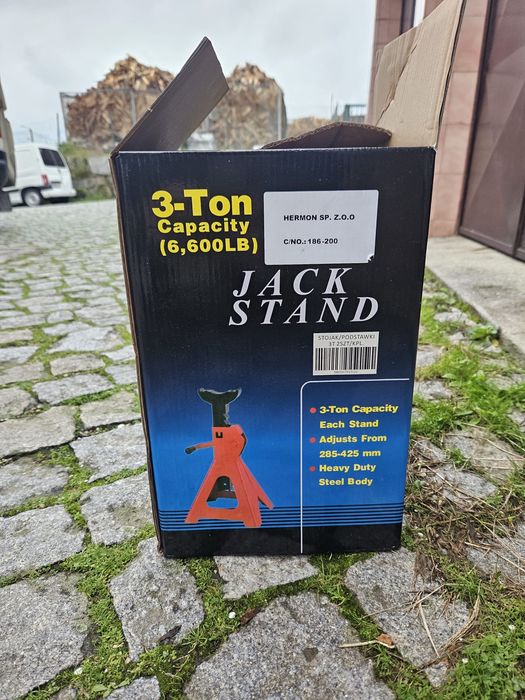 3-Ton
Capacity
(6,600LB)
HERMON SP. Z.O.O
C/NO.: 186-200
JACK
STAND
STOJAK/PODSTAWKI
3T 2SZT/KPL.
3-Ton Capacity
Each Stand
Adjusts From
285-425 mm
Heavy Duty
Steel Body